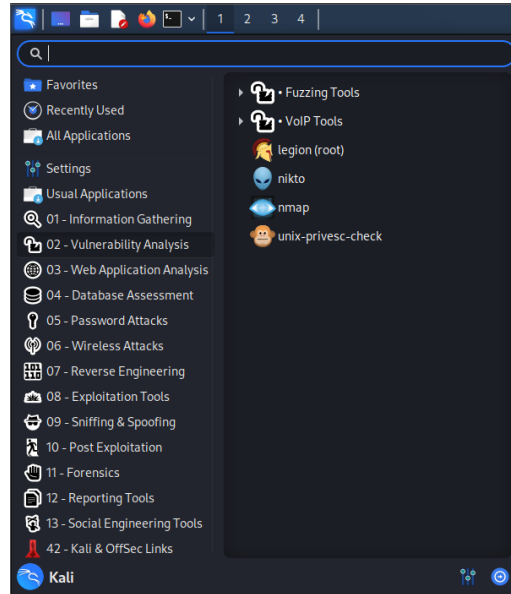 1 2 3 4
Favorites
Recently Used
All Applications
Settings
Usual Applications
01 - Information Gathering
02 - Vulnerability Analysis
03 - Web Application Analysis
04 - Database Assessment
05 - Password Attacks
06 - Wireless Attacks
07 - Reverse Engineering
08 - Exploitation Tools
09 - Sniffing & Spoofing
10 - Post Exploitation
11 - Forensics
12 - Reporting Tools
13 - Social Engineering Tools
42 - Kali & OffSec Links
• Fuzzing Tools
• VoIP Tools
legion (root)
nikto
nmap
unix-privesc-check
Kali